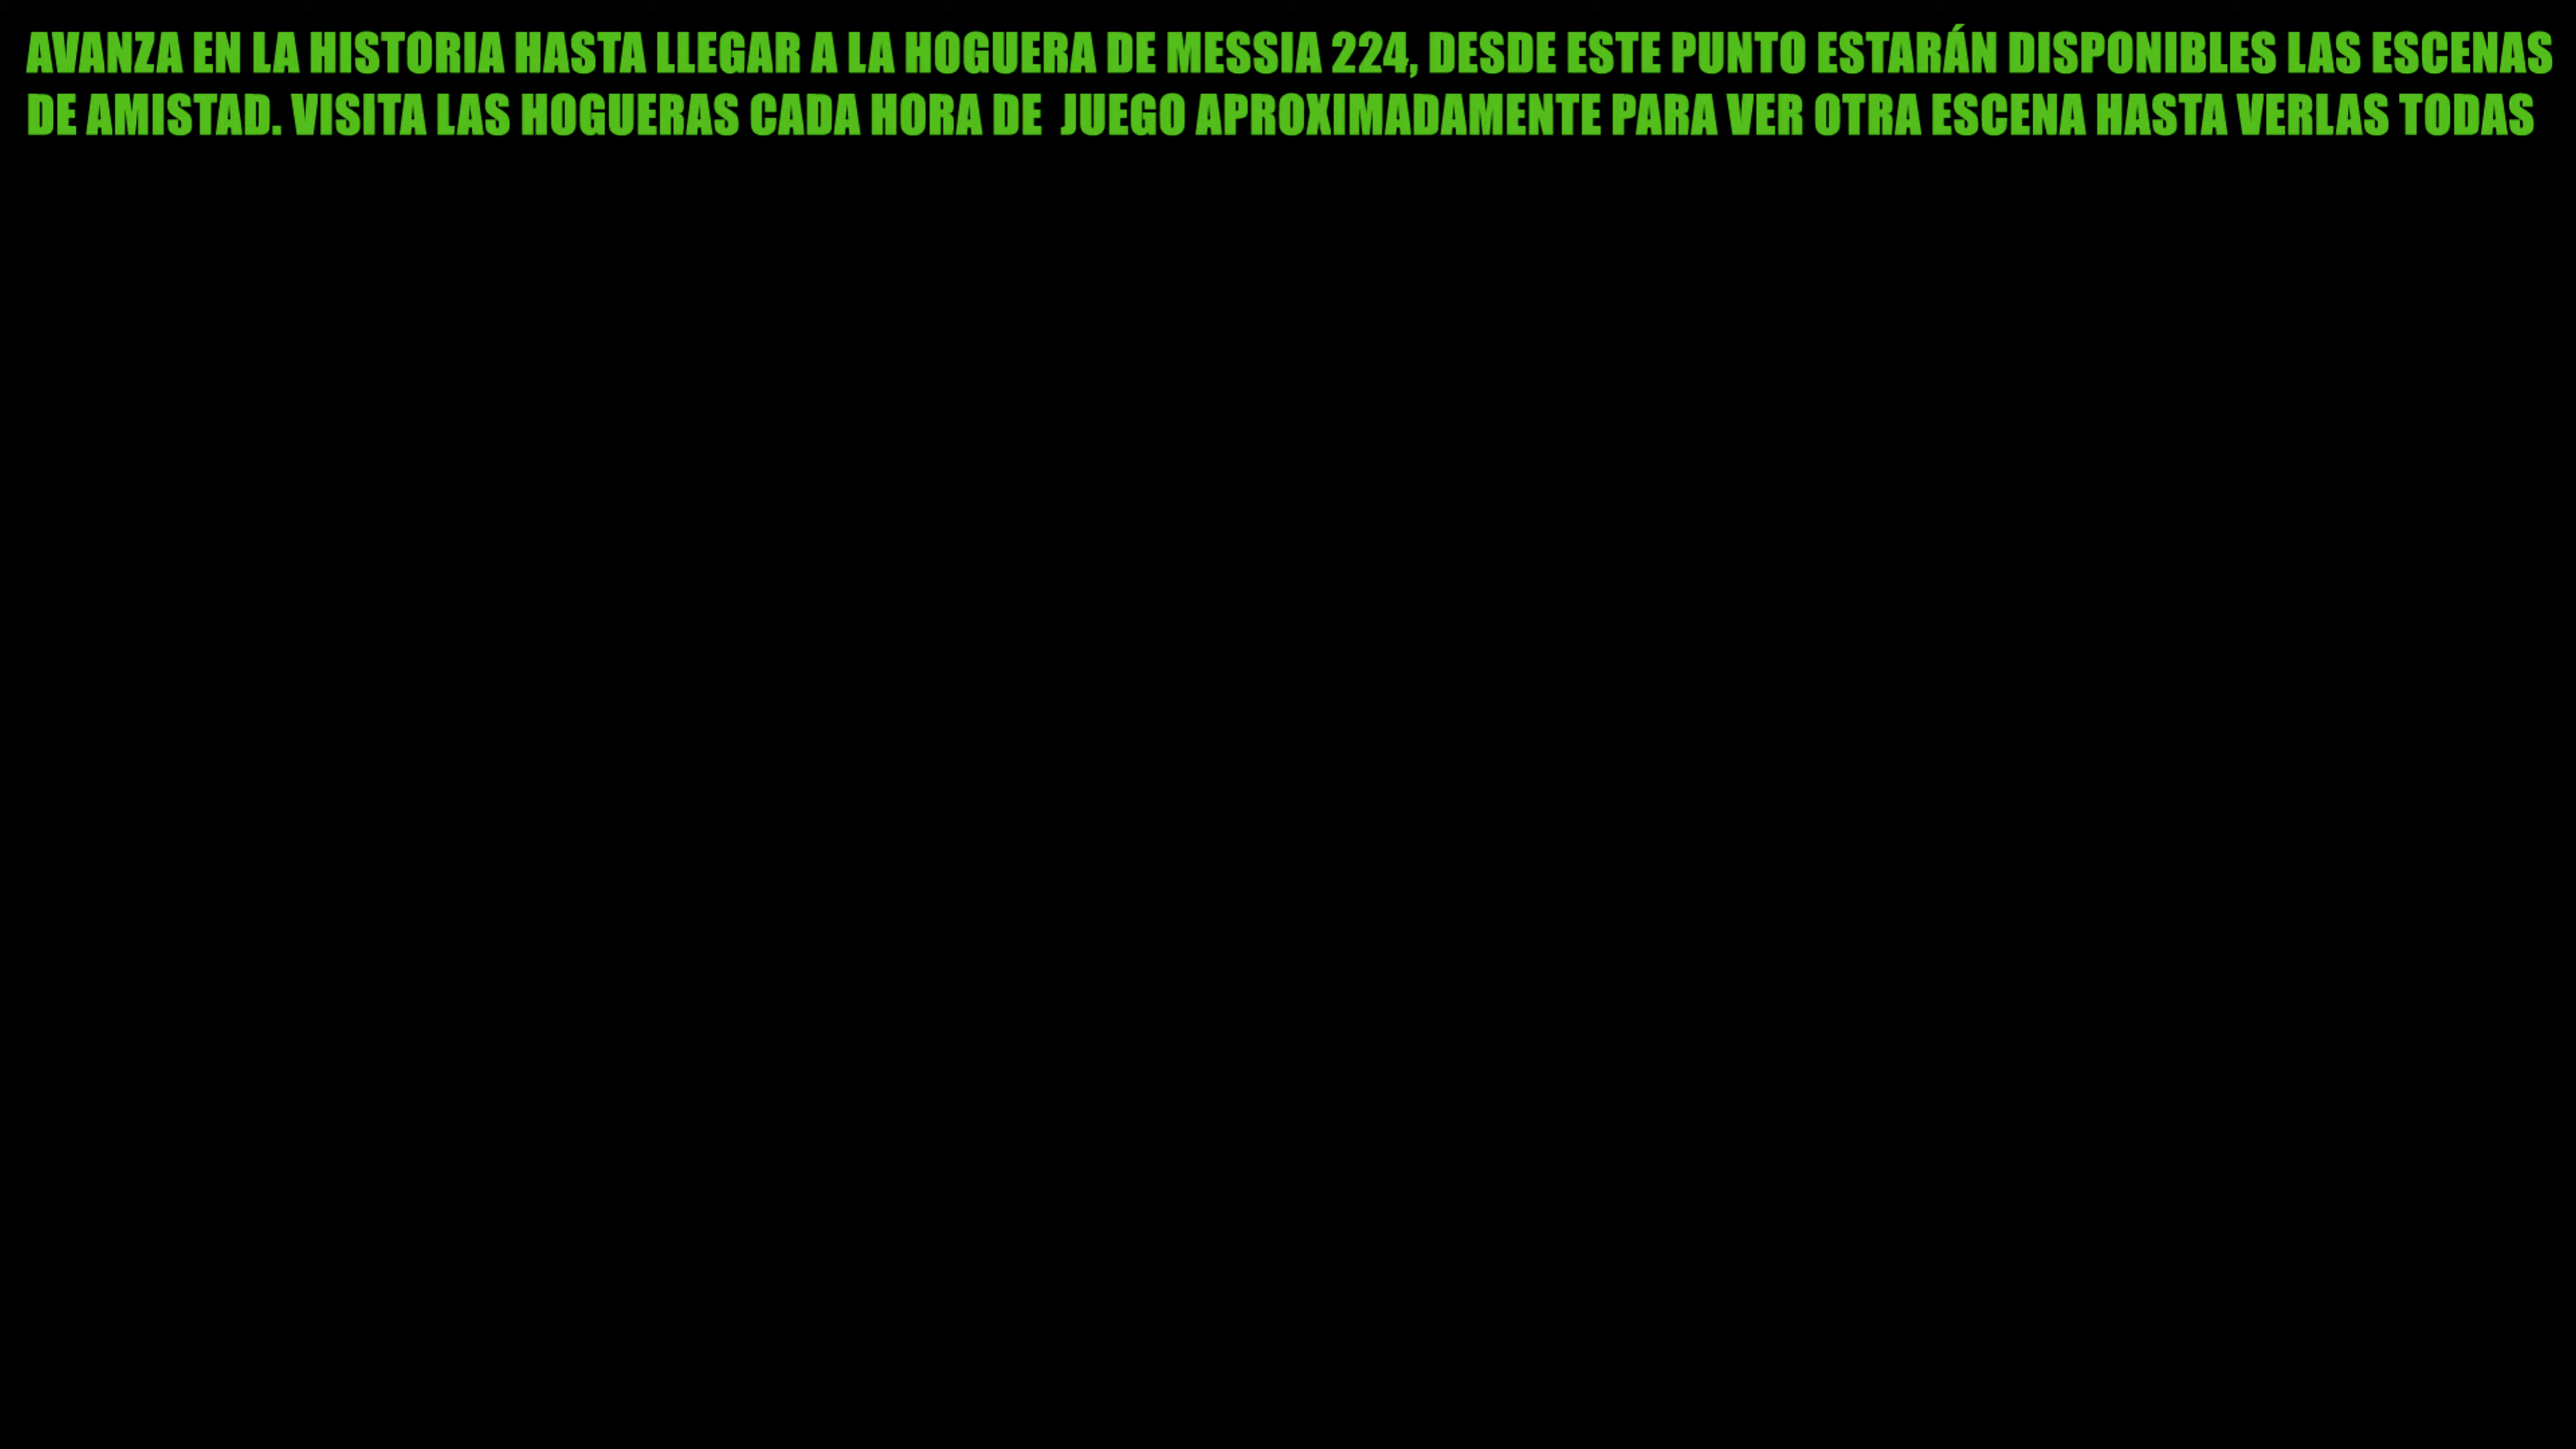 AVANZA EN LA HISTORIA HASTA LLEGAR A LA HOGUERA DE MESSIA 224, DESDE ESTE PUNTO ESTARÁN DISPONIBLES LAS ESCENAS
DE AMISTAD. VISITA LAS HOGUERAS CADA HORA DE  JUEGO APROXIMADAMENTE PARA VER OTRA ESCENA HASTA VERLAS TODAS